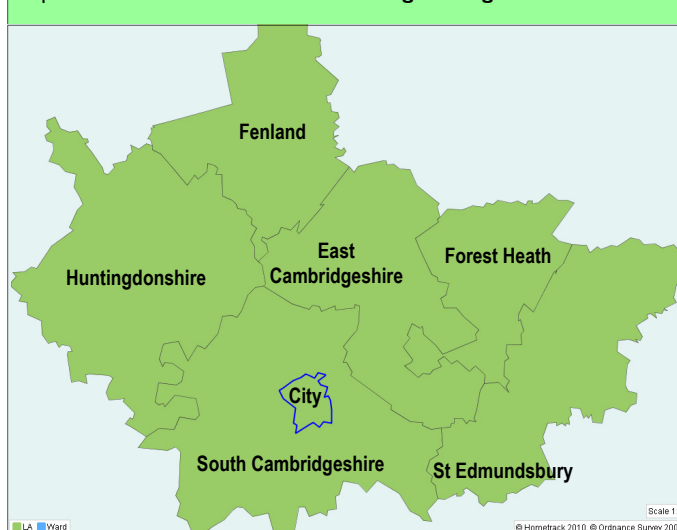 Fenland
East
Cambridgeshire
Forest Heath
Huntingdonshire
City
South Cambridgeshire
St Edmundsbury
Scale 1:
LA Ward
© Hometrack 2010, © Ordnance Survey 200